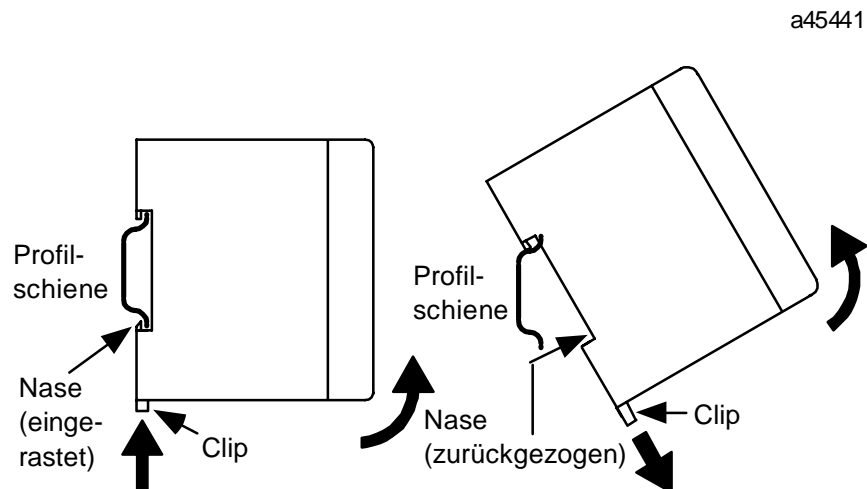 a45441
Profil-
schiene
Nase
(einge-
rastet)
Clip
Profil-
schiene
Nase
(zurückgezogen)
Clip